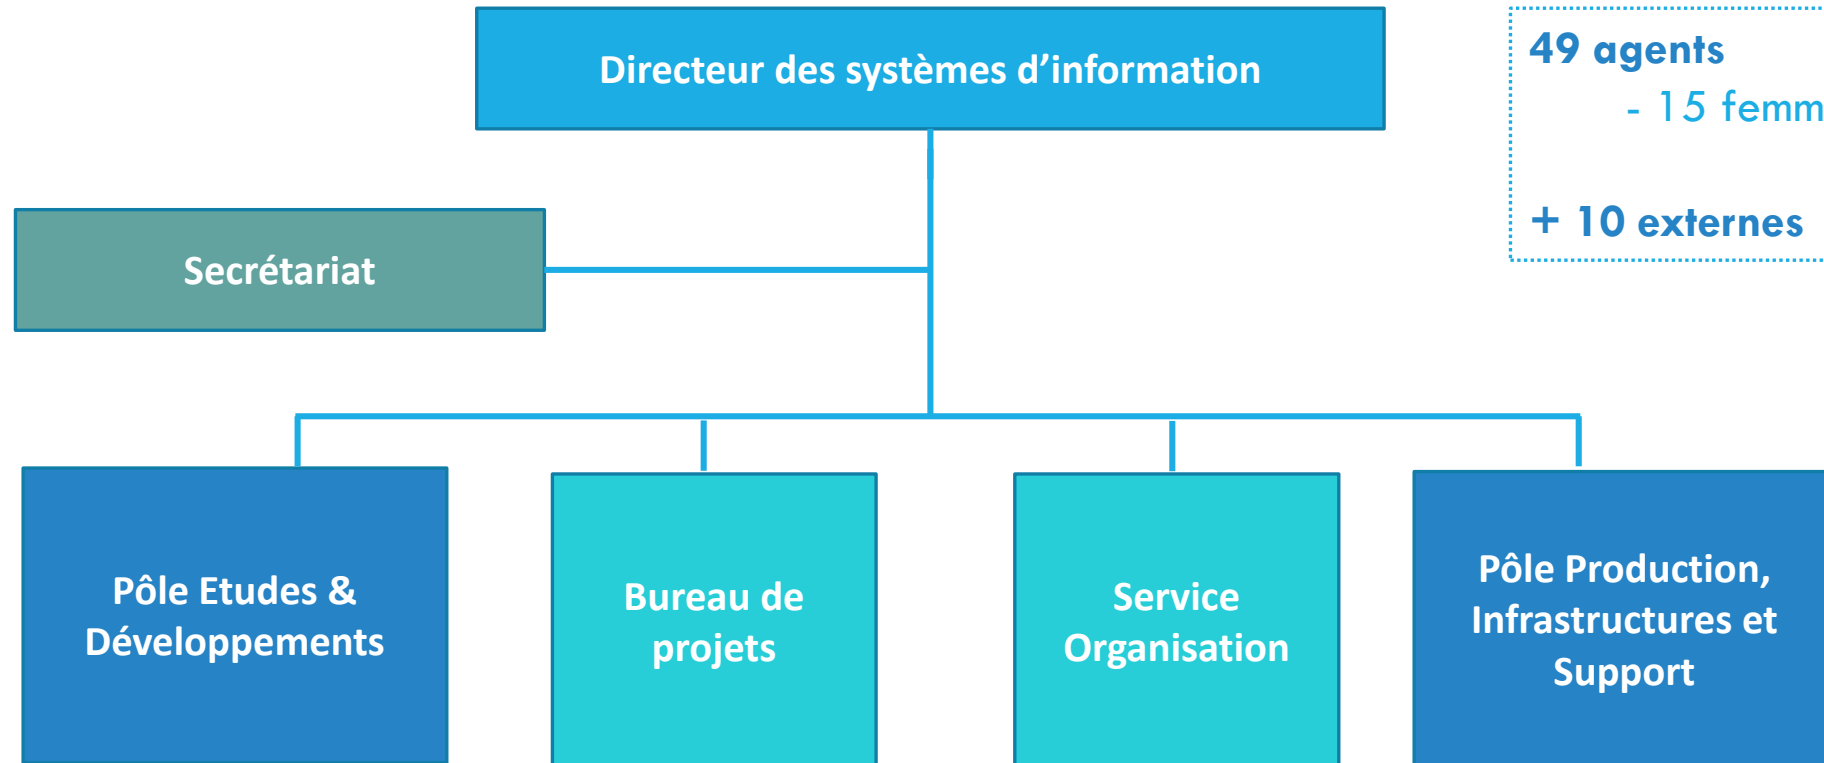 Directeur des systèmes d’information
49 agents
- 15 femm
+ 10 externes
Secrétariat
Pôle Etudes &
Développements
Bureau de
projets
Service
Organisation
Pôle Production,
Infrastructures et
Support